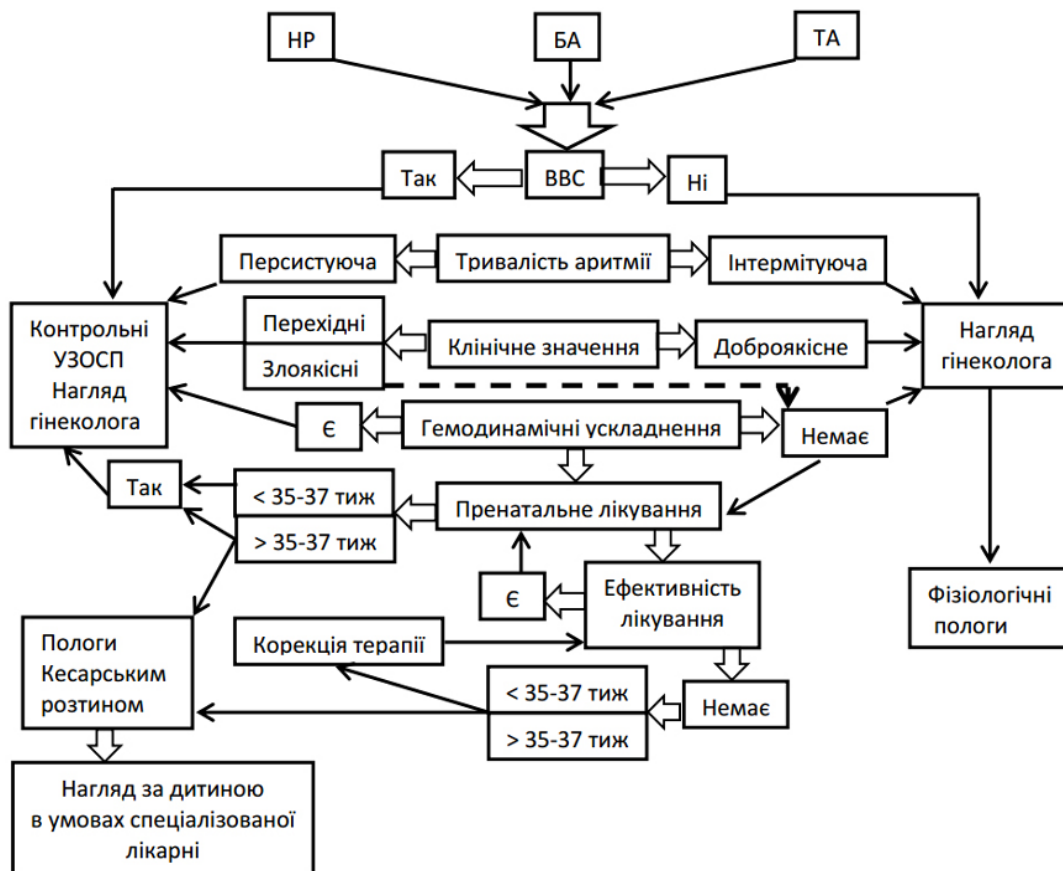 НР
БА
ТА
Так
ВВС
Ні
Персистуюча
Тривалість аритмії
Інтермітуюча
Контрольні
УЗОСП
Нагляд
гінеколога
Перехідні
Злоякісні
Клінічне значення
Доброякісне
Нагляд
гінеколога
Є
Гемодинамічні ускладнення
Немає
Так
< 35-37 тиж
> 35-37 тиж
Пренатальне лікування
Є
Ефективність
лікування
Фізіологічні
пологи
Пологи
Кесарським
розтином
Корекція терапії
< 35-37 тиж
> 35-37 тиж
Немає
Нагляд за дитиною
в умовах спеціалізованої
лікарні